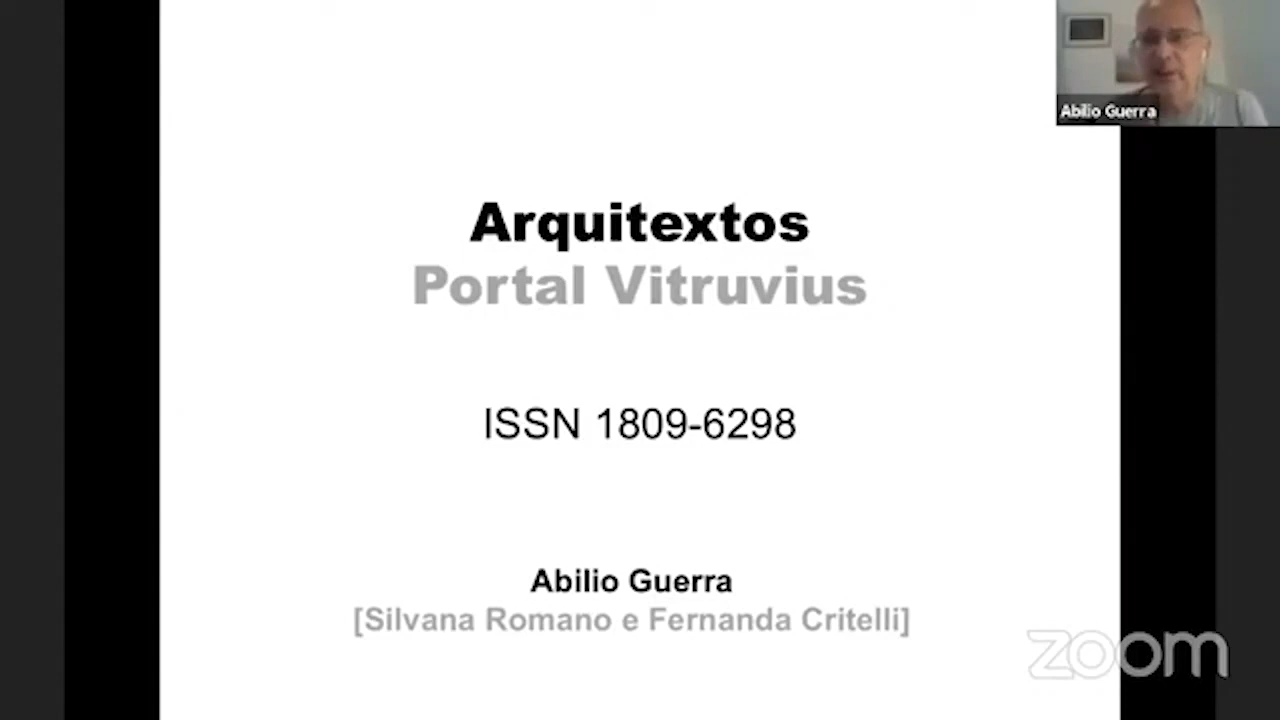 Abilio Guerra
Arquitextos
Portal Vitruvius
ISSN 1809-6298
Abilio Guerra
[Silvana Romano e Fernanda Critelli]
zoom